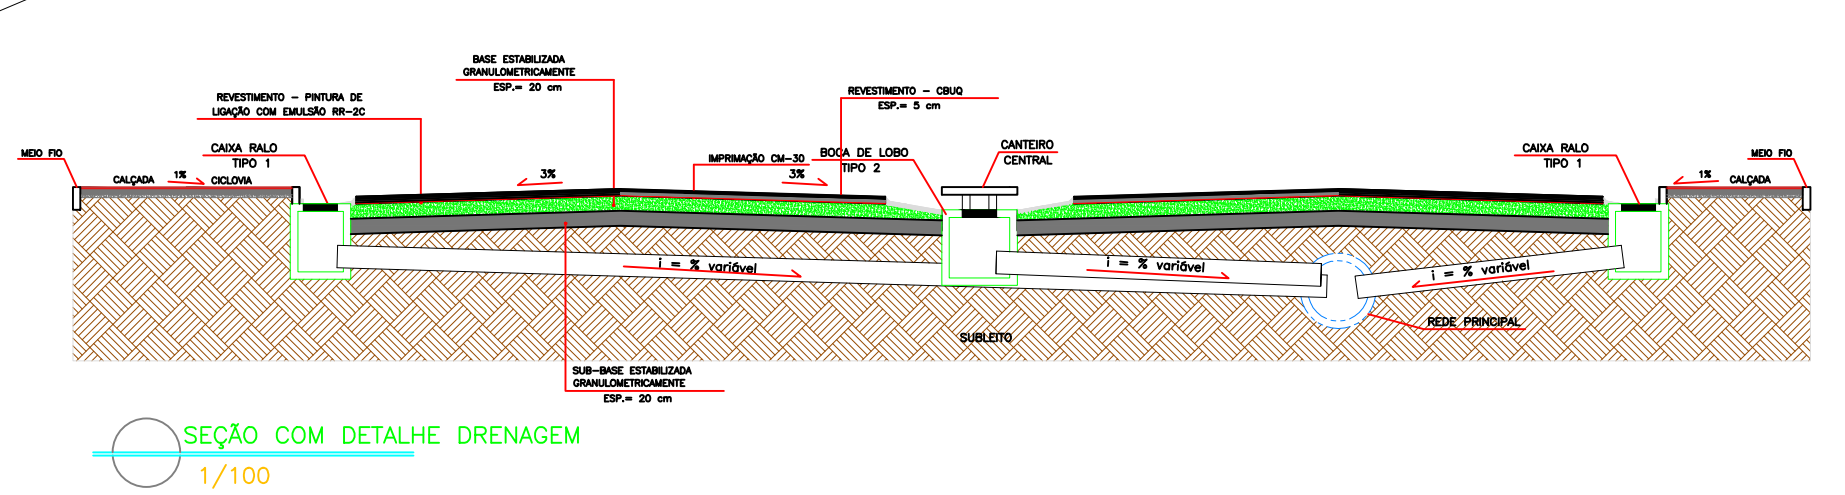 BASE ESTABILIZADA
GRANULOMETRICAMENTE
ESP.= 20 cm
REVESTIMENTO - PINTURA DE
LIGAÇÃO COM EMULSÃO RR-2C
REVESTIMENTO - CBUQ
ESP.= 5 cm
MEIO FIO
CAIXA RALO
TIPO 1
IMPRIMAÇÃO CM-30
BOCA DE LOBO
TIPO 2
CANTEIRO
CENTRAL
CAIXA RALO
TIPO 1
MEIO FIO
CALÇADA
1%
CICLOVIA
3%
3%
1%
CALÇADA
i = % variável
i = % variável
i = % variável
REDE PRINCIPAL
SUBLEITO
SUB-BASE ESTABILIZADA
GRANULOMETRICAMENTE
ESP.= 20 cm
SEÇÃO COM DETALHE DRENAGEM
1/100